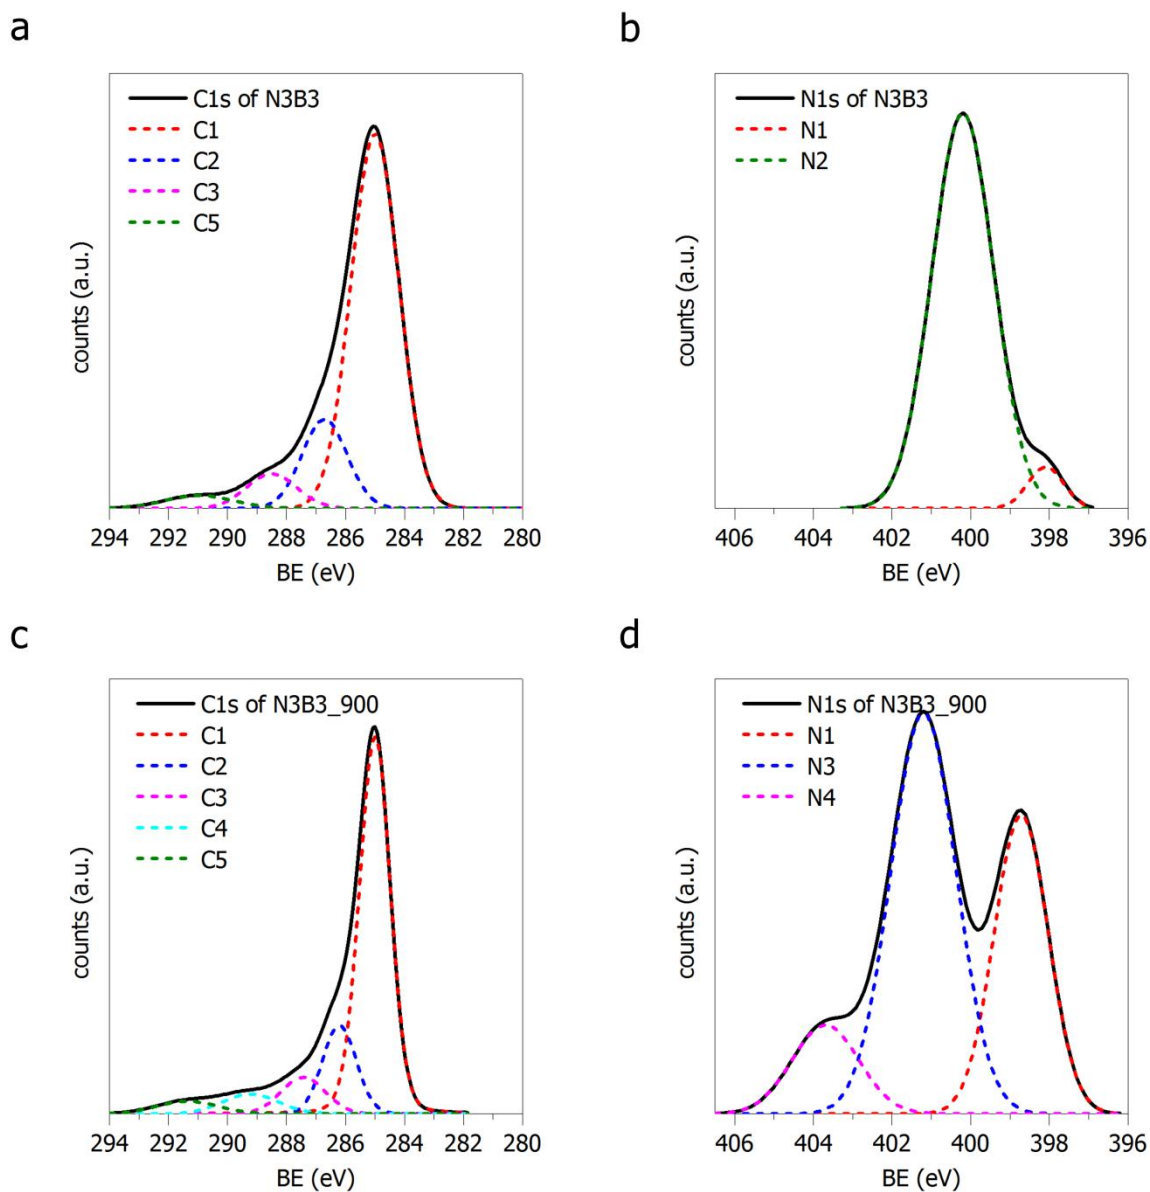 a
C1s of N3B3
C1
C2
C3
C5
counts (a.u.)
294 292 290 288 286 284 282 280
BE (eV)
b
N1s of N3B3
N1
N2
counts (a.u.)
406 404 402 400 398 396
BE (eV)
c
C1s of N3B3_900
C1
C2
C3
C4
C5
counts (a.u.)
294 292 290 288 286 284 282 280
BE (eV)
d
N1s of N3B3_900
N1
N3
N4
counts (a.u.)
406 404 402 400 398 396
BE (eV)